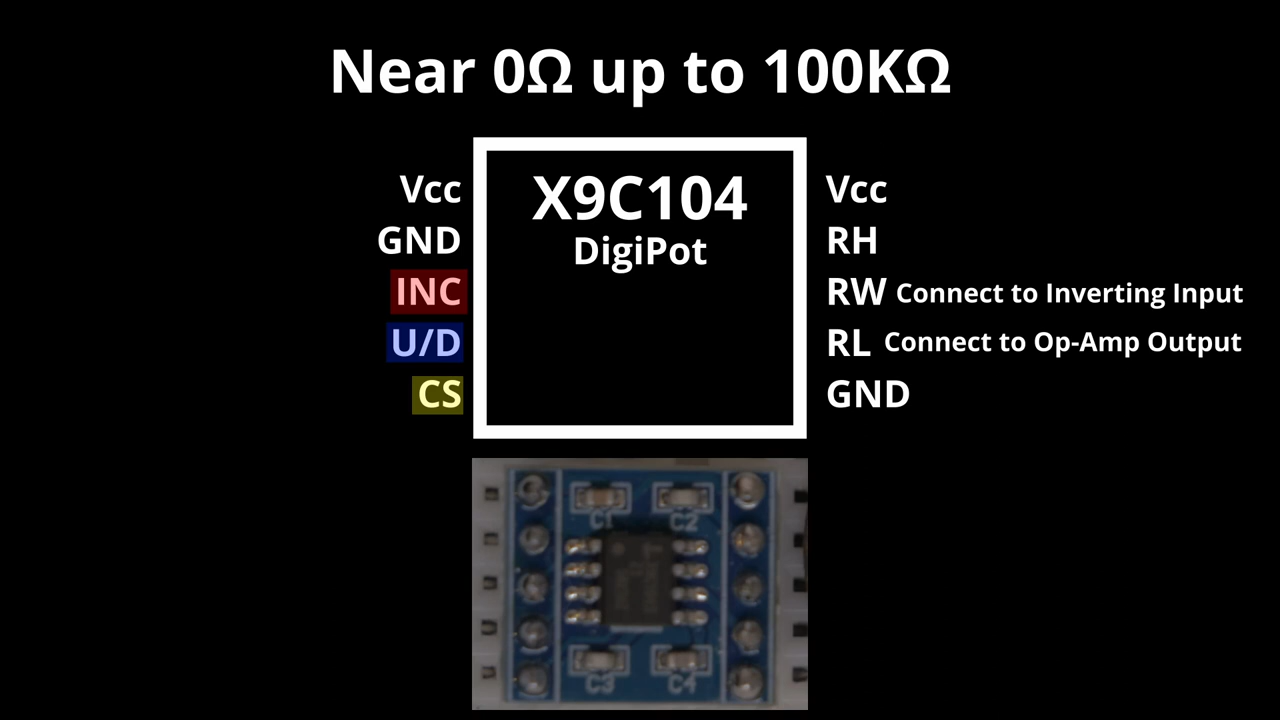 Near 0Ω up to 100KΩ
X9C104
DigiPot
Vcc
GND
INC
U/D
CS
Vcc
RH
RW Connect to Inverting Input
RL Connect to Op-Amp Output
GND
C1
C2
C3
C4